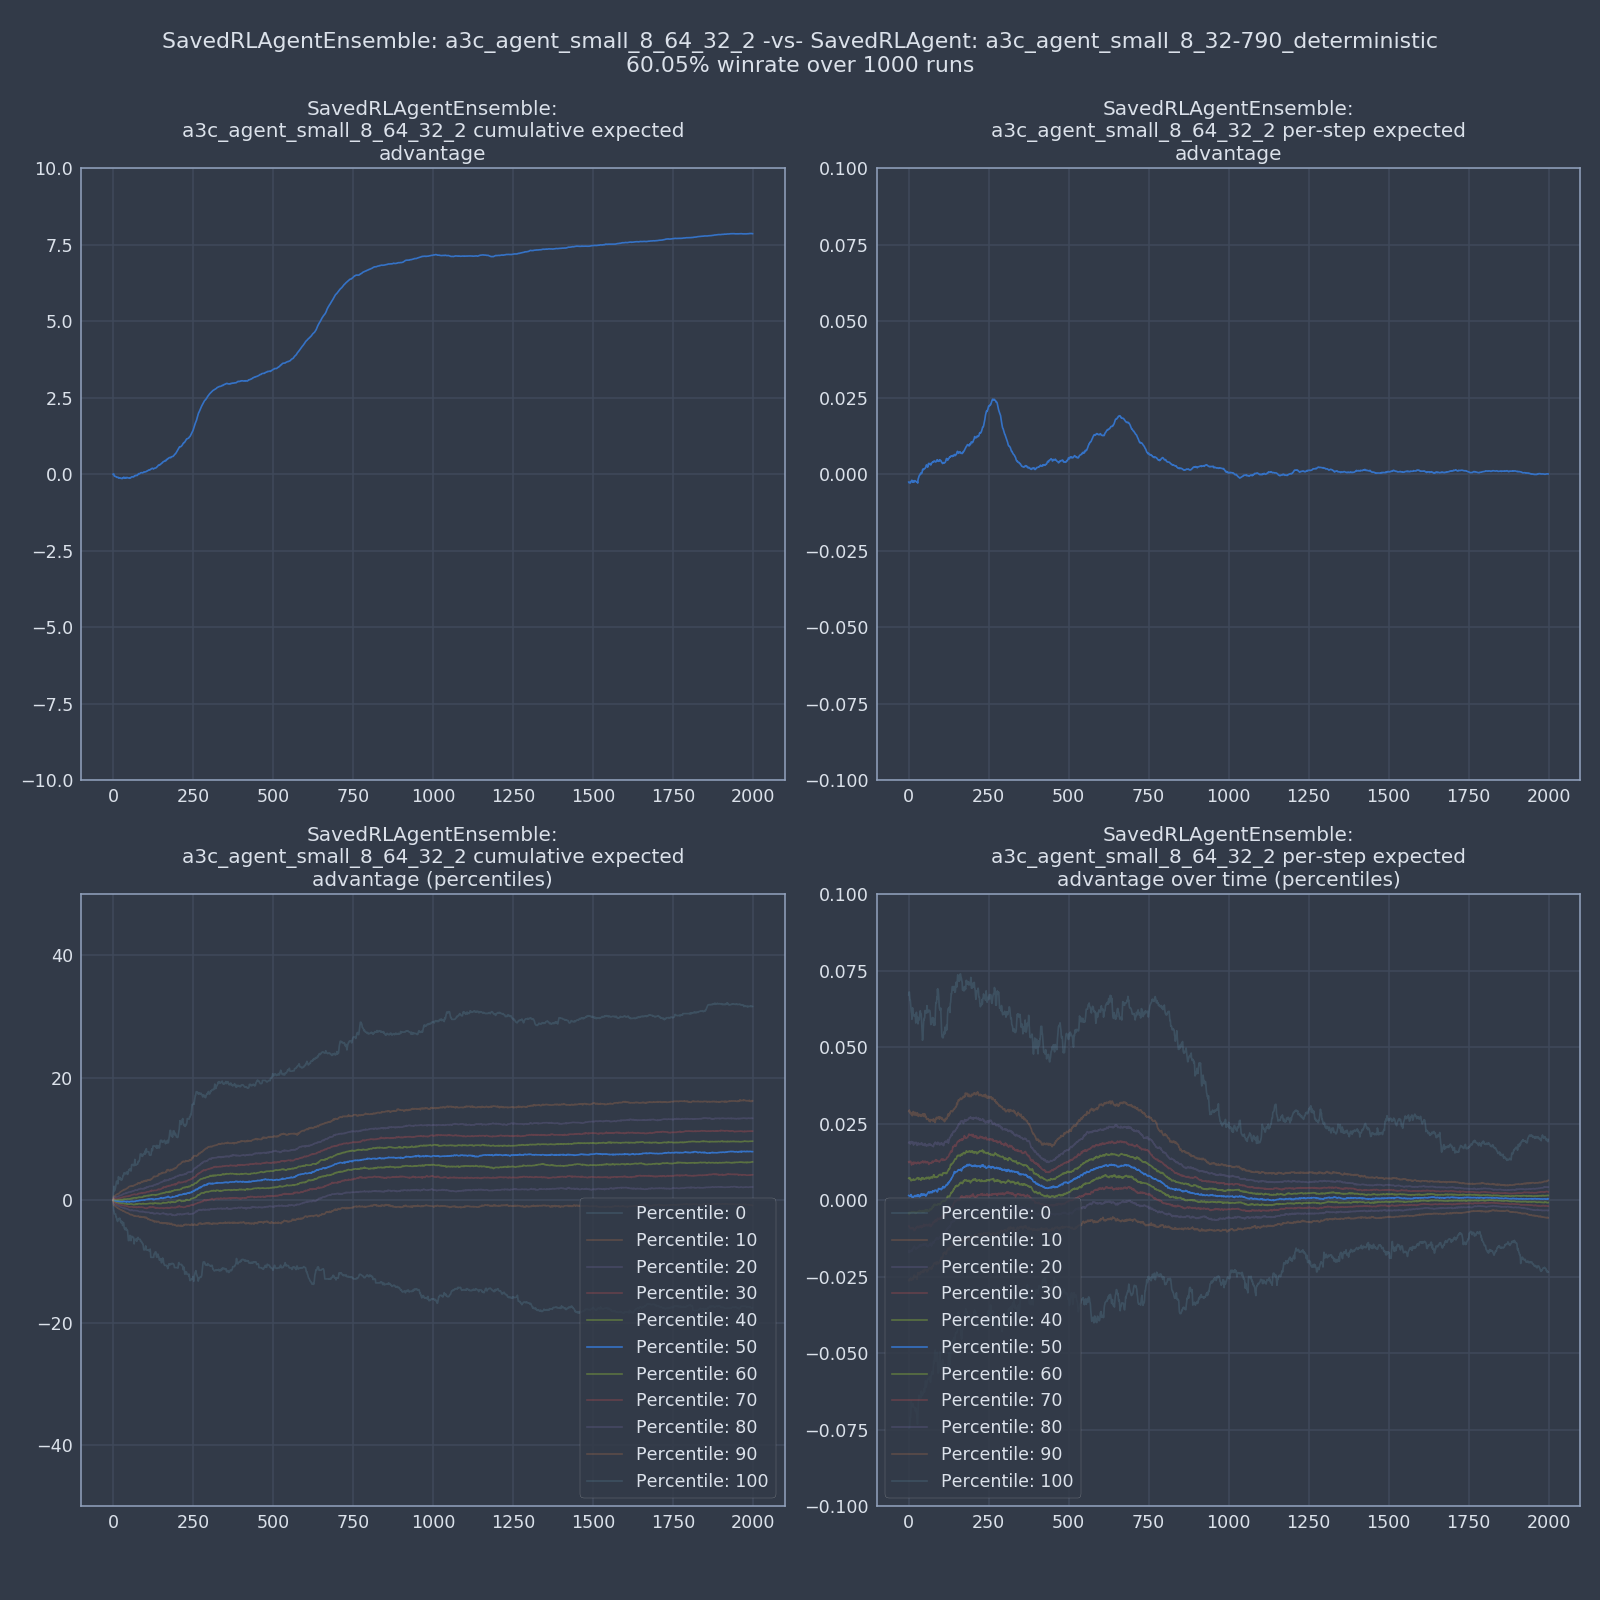 SavedRLAgentEnsemble: a3c_agent_small_8_64_32_2 -vs- SavedRLAgent: a3c_agent_small_8_32-790_deterministic
60.05% winrate over 1000 runs
SavedRLAgentEnsemble:
a3c_agent_small_8_64_32_2 cumulative expected
advantage
10.0
7.5
5.0
2.5
0.0
−2.5
−5.0
−7.5
−10.0
0 250 500 750 1000 1250 1500 1750 2000
SavedRLAgentEnsemble:
a3c_agent_small_8_64_32_2 per-step expected
advantage
0.100
0.075
0.050
0.025
0.000
−0.025
−0.050
−0.075
−0.100
0 250 500 750 1000 1250 1500 1750 2000
SavedRLAgentEnsemble:
a3c_agent_small_8_64_32_2 cumulative expected
advantage (percentiles)
40
20
0
−20
−40
Percentile: 0
Percentile: 10
Percentile: 20
Percentile: 30
Percentile: 40
Percentile: 50
Percentile: 60
Percentile: 70
Percentile: 80
Percentile: 90
Percentile: 100
0 250 500 750 1000 1250 1500 1750 2000
SavedRLAgentEnsemble:
a3c_agent_small_8_64_32_2 per-step expected
advantage over time (percentiles)
0.100
0.075
0.050
0.025
0.000
−0.025
−0.050
−0.075
−0.100
Percentile: 0
Percentile: 10
Percentile: 20
Percentile: 30
Percentile: 40
Percentile: 50
Percentile: 60
Percentile: 70
Percentile: 80
Percentile: 90
Percentile: 100
0 250 500 750 1000 1250 1500 1750 2000